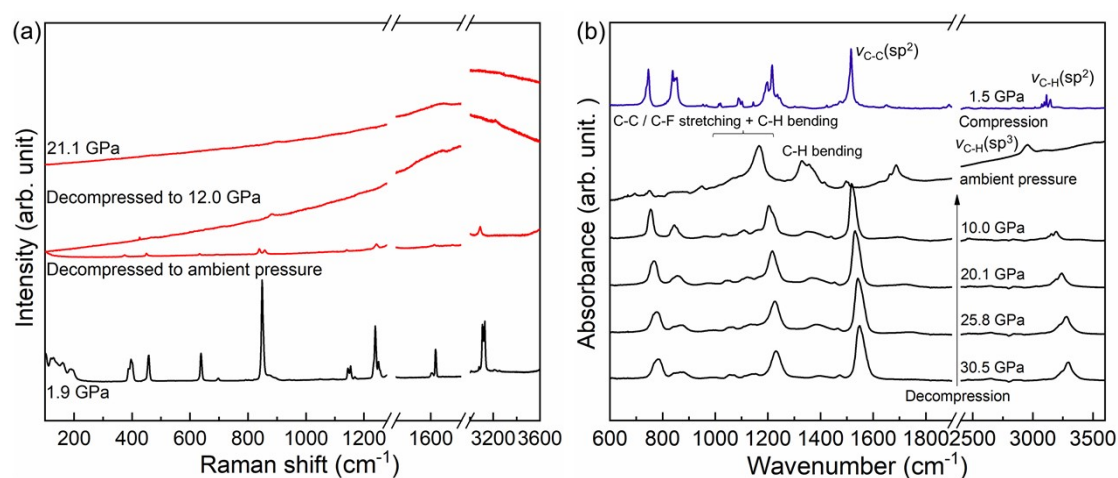 (a)
Intensity (arb. unit)
21.1 GPa
Decompressed to 12.0 GPa
Decompressed to ambient pressure
1.9 GPa
200 400 600 800 1000 1200 1600 3200 3600
Raman shift (cm⁻¹)
(b)
Absorbance (arb. unit.)
νC-C(sp²)
νC-H(sp²)
1.5 GPa
Compression
C-C / C-F stretching + C-H bending
νC-H(sp³)
C-H bending
ambient pressure
10.0 GPa
20.1 GPa
25.8 GPa
30.5 GPa
Decompression
600 800 1000 1200 1400 1600 1800 2500 3000 3500
Wavenumber (cm⁻¹)